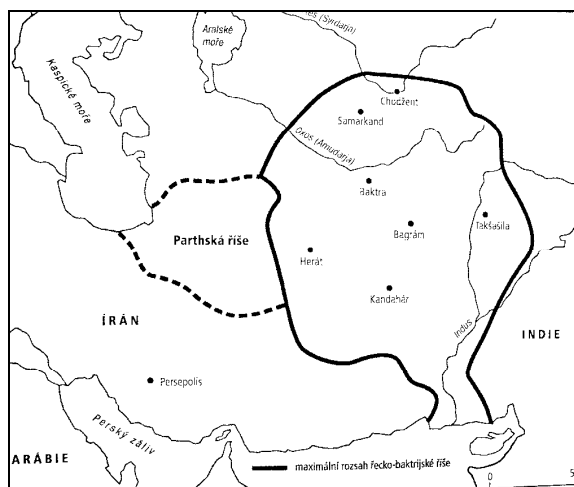 Aralské
moře
(Syrdarja)
Kaspické moře
Chodžent
Samarkand
Oxos (Amudarja)
Baktra
Parthská říše
Bagrám
Takšašila
Herát
Kandahár
ÍRÁN
Indus
INDIE
Persepolis
Perský záliv
ARÁBIE
maximální rozsah řecko-baktrijské říše
0
5